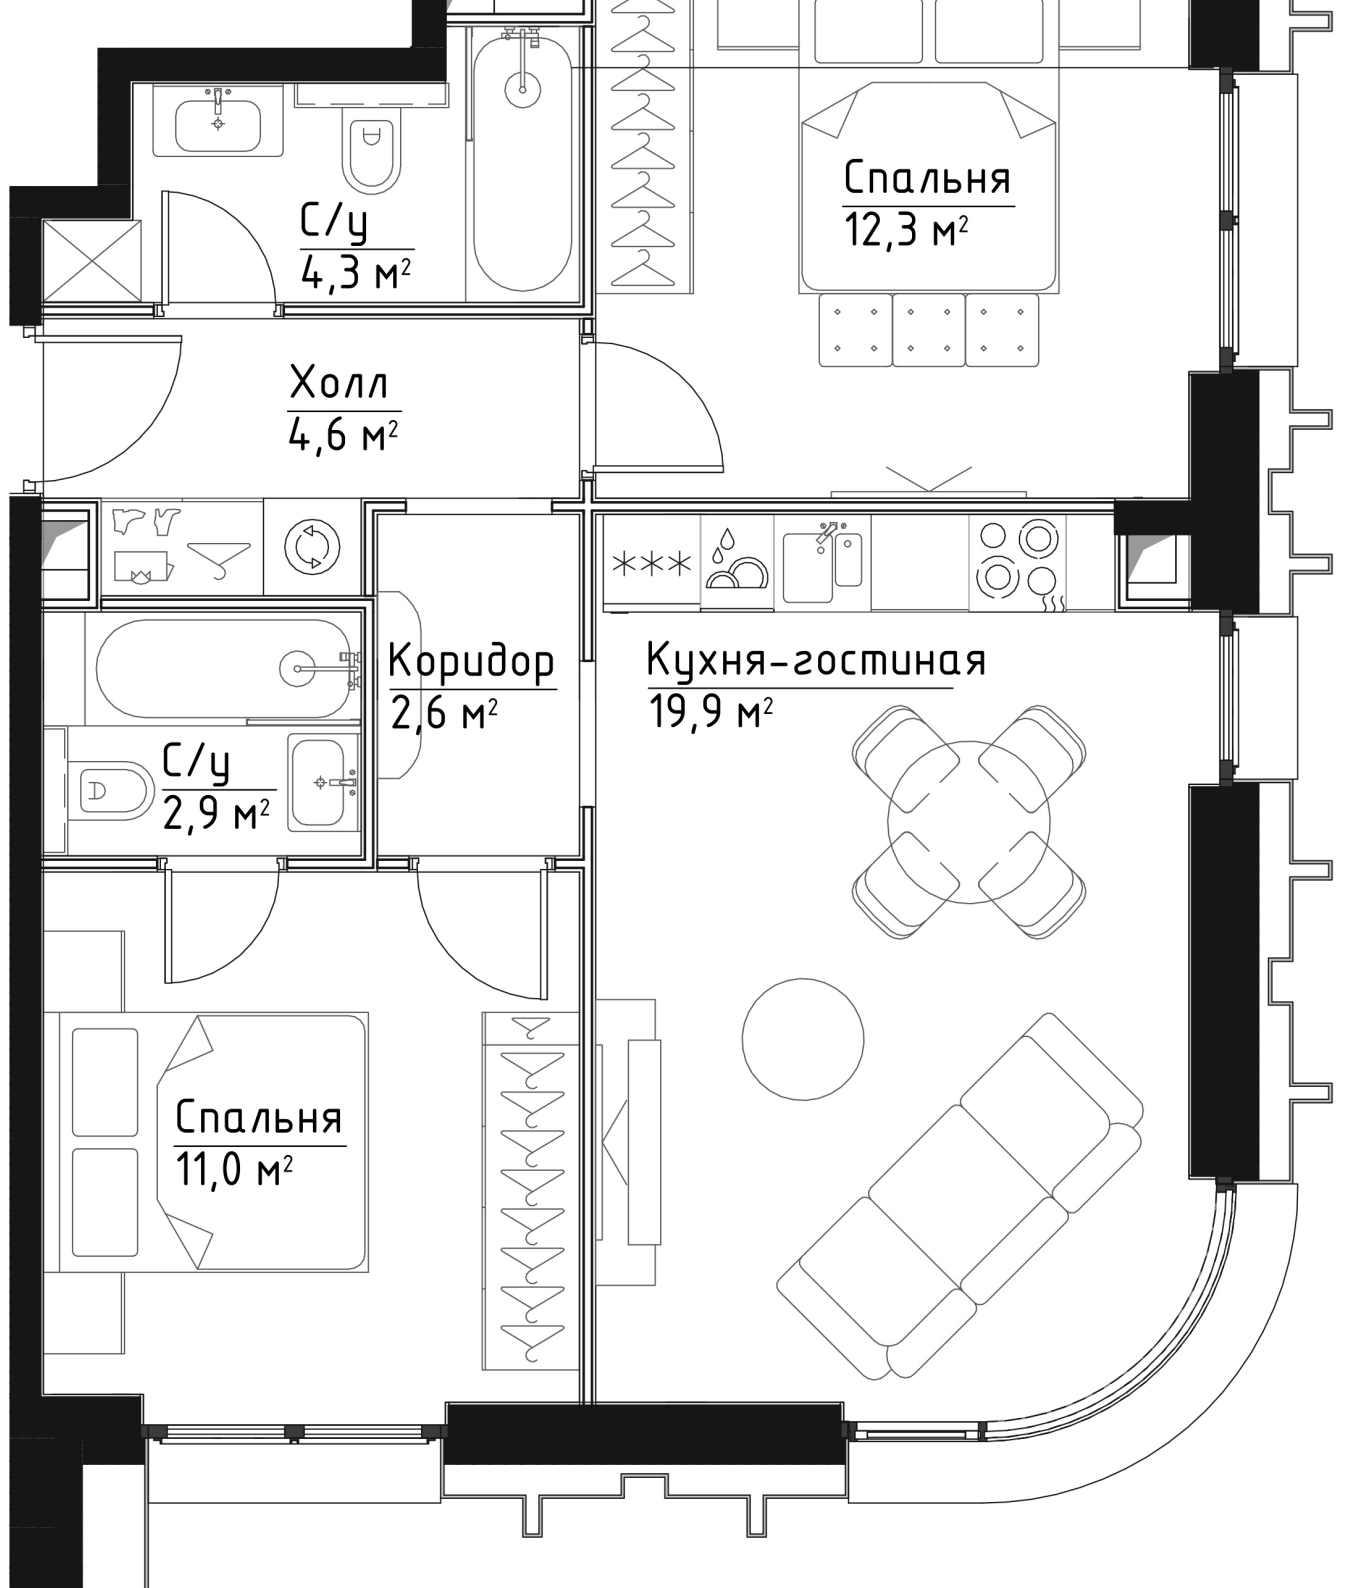 Спальня
12,3 м²
С/у
4,3 м²
Холл
4,6 м²
Коридор
2,6 м²
Кухня-гостиная
19,9 м²
С/у
2,9 м²
Спальня
11,0 м²